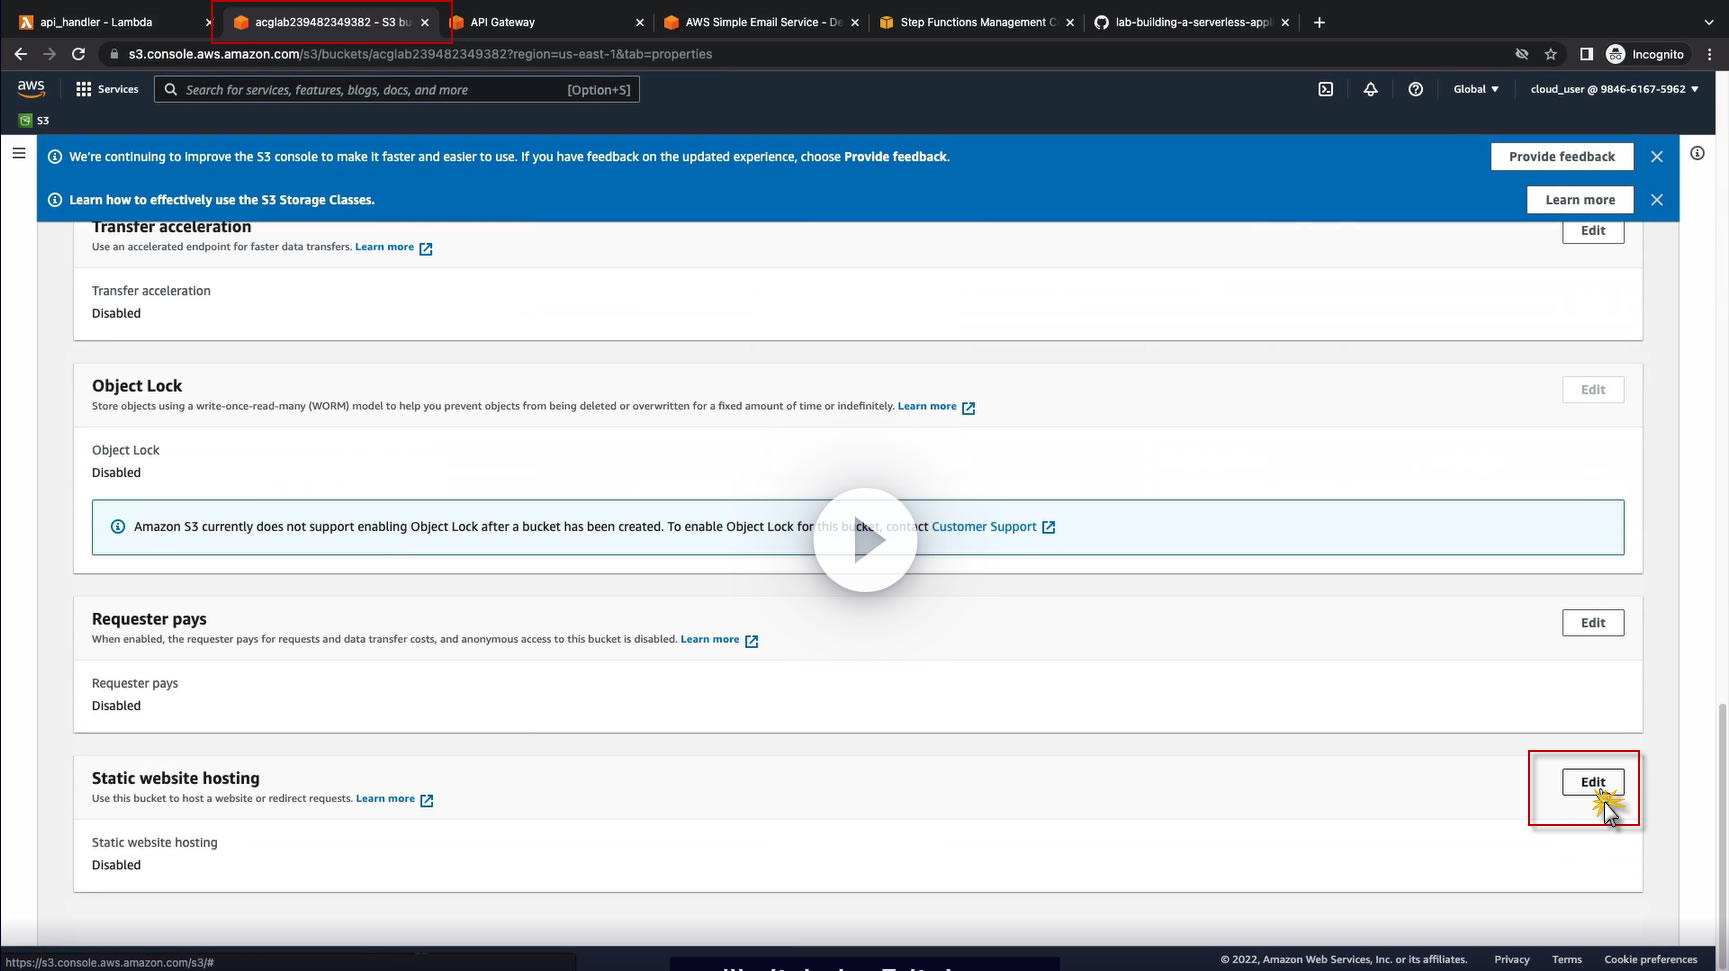 api_handler - Lambda
acglab239482349382 - S3 bu
API Gateway
AWS Simple Email Service - De
Step Functions Management C
lab-building-a-serverless-appl
s3.console.aws.amazon.com/s3/buckets/acglab239482349382?region=us-east-1&tab=properties
Incognito
aws
Services
Search for services, features, blogs, docs, and more
[Option+S]
Global
cloud_user @ 9846-6167-5962
S3
We're continuing to improve the S3 console to make it faster and easier to use. If you have feedback on the updated experience, choose Provide feedback.
Provide feedback
Learn how to effectively use the S3 Storage Classes.
Learn more
Transfer acceleration
Edit
Use an accelerated endpoint for faster data transfers. Learn more
Transfer acceleration
Disabled
Object Lock
Edit
Store objects using a write-once-read-many (WORM) model to help you prevent objects from being deleted or overwritten for a fixed amount of time or indefinitely. Learn more
Object Lock
Disabled
Amazon S3 currently does not support enabling Object Lock after a bucket has been created. To enable Object Lock for this bucket, contact Customer Support
Requester pays
Edit
When enabled, the requester pays for requests and data transfer costs, and anonymous access to this bucket is disabled. Learn more
Requester pays
Disabled
Static website hosting
Edit
Use this bucket to host a website or redirect requests. Learn more
Static website hosting
Disabled
https://s3.console.aws.amazon.com/s3/#
© 2022, Amazon Web Services, Inc. or its affiliates.
Privacy
Terms
Cookie preferences